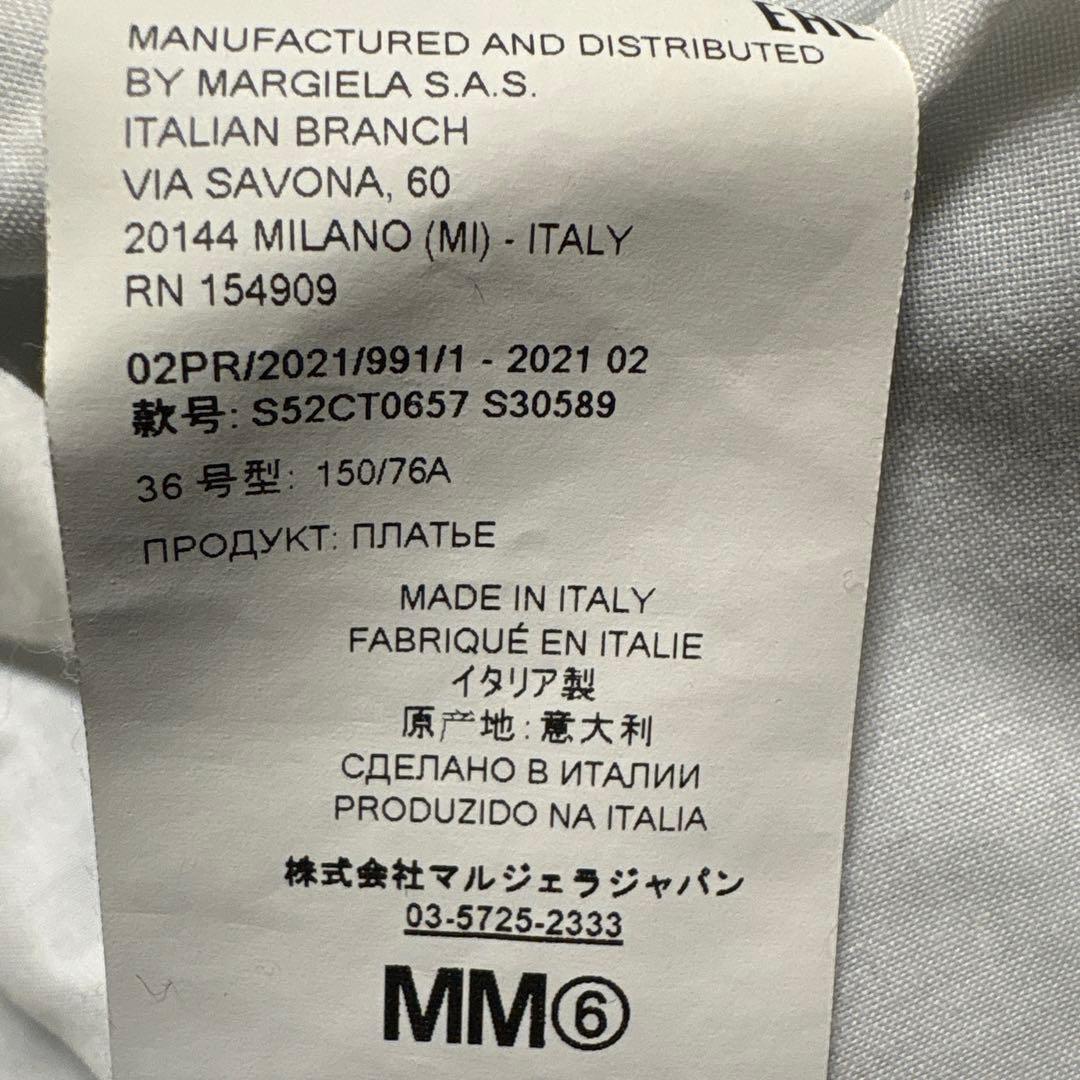 EAC
MANUFACTURED AND DISTRIBUTED
BY MARGIELA S.A.S.
ITALIAN BRANCH
VIA SAVONA, 60
20144 MILANO (MI) - ITALY
RN 154909
02PR/2021/991/1 - 2021 02
款号: S52CT0657 S30589
36 号型: 150/76A
ПРОДУКТ: ПЛАТЬЕ
MADE IN ITALY
FABRIQUÉ EN ITALIE
イタリア製
原产地: 意大利
СДЕЛАНО В ИТАЛИИ
PRODUZIDO NA ITALIA
株式会社マルジェラジャパン
03-5725-2333
MM⑥